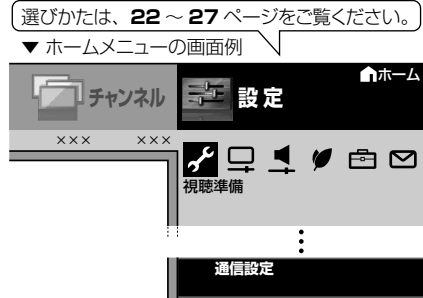 選びかたは、22～27ページをご覧ください。
▼ ホームメニューの画面例
ホーム
チャンネル 設定
××× ×××
視聴準備
通信設定